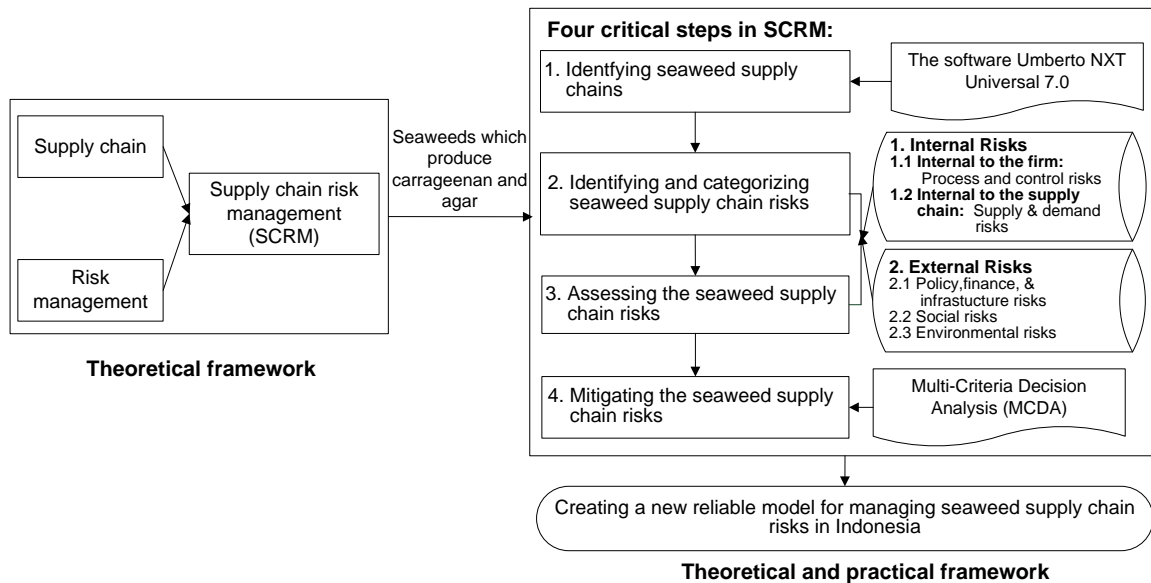 Supply chain
Risk
management
Supply chain risk
management
(SCRM)
Theoretical framework
Seaweeds which
produce
carrageenan and
agar
Four critical steps in SCRM:
1. Identfying seaweed supply
chains
The software Umberto NXT
Universal 7.0
2. Identifying and categorizing
seaweed supply chain risks
1. Internal Risks
1.1 Internal to the firm:
Process and control risks
1.2 Internal to the supply
chain: Supply & demand
risks
3. Assessing the seaweed supply
chain risks
2. External Risks
2.1 Policy,finance, &
infrastucture risks
2.2 Social risks
2.3 Environmental risks
4. Mitigating the seaweed supply
chain risks
Multi-Criteria Decision
Analysis (MCDA)
Creating a new reliable model for managing seaweed supply chain
risks in Indonesia
Theoretical and practical framework